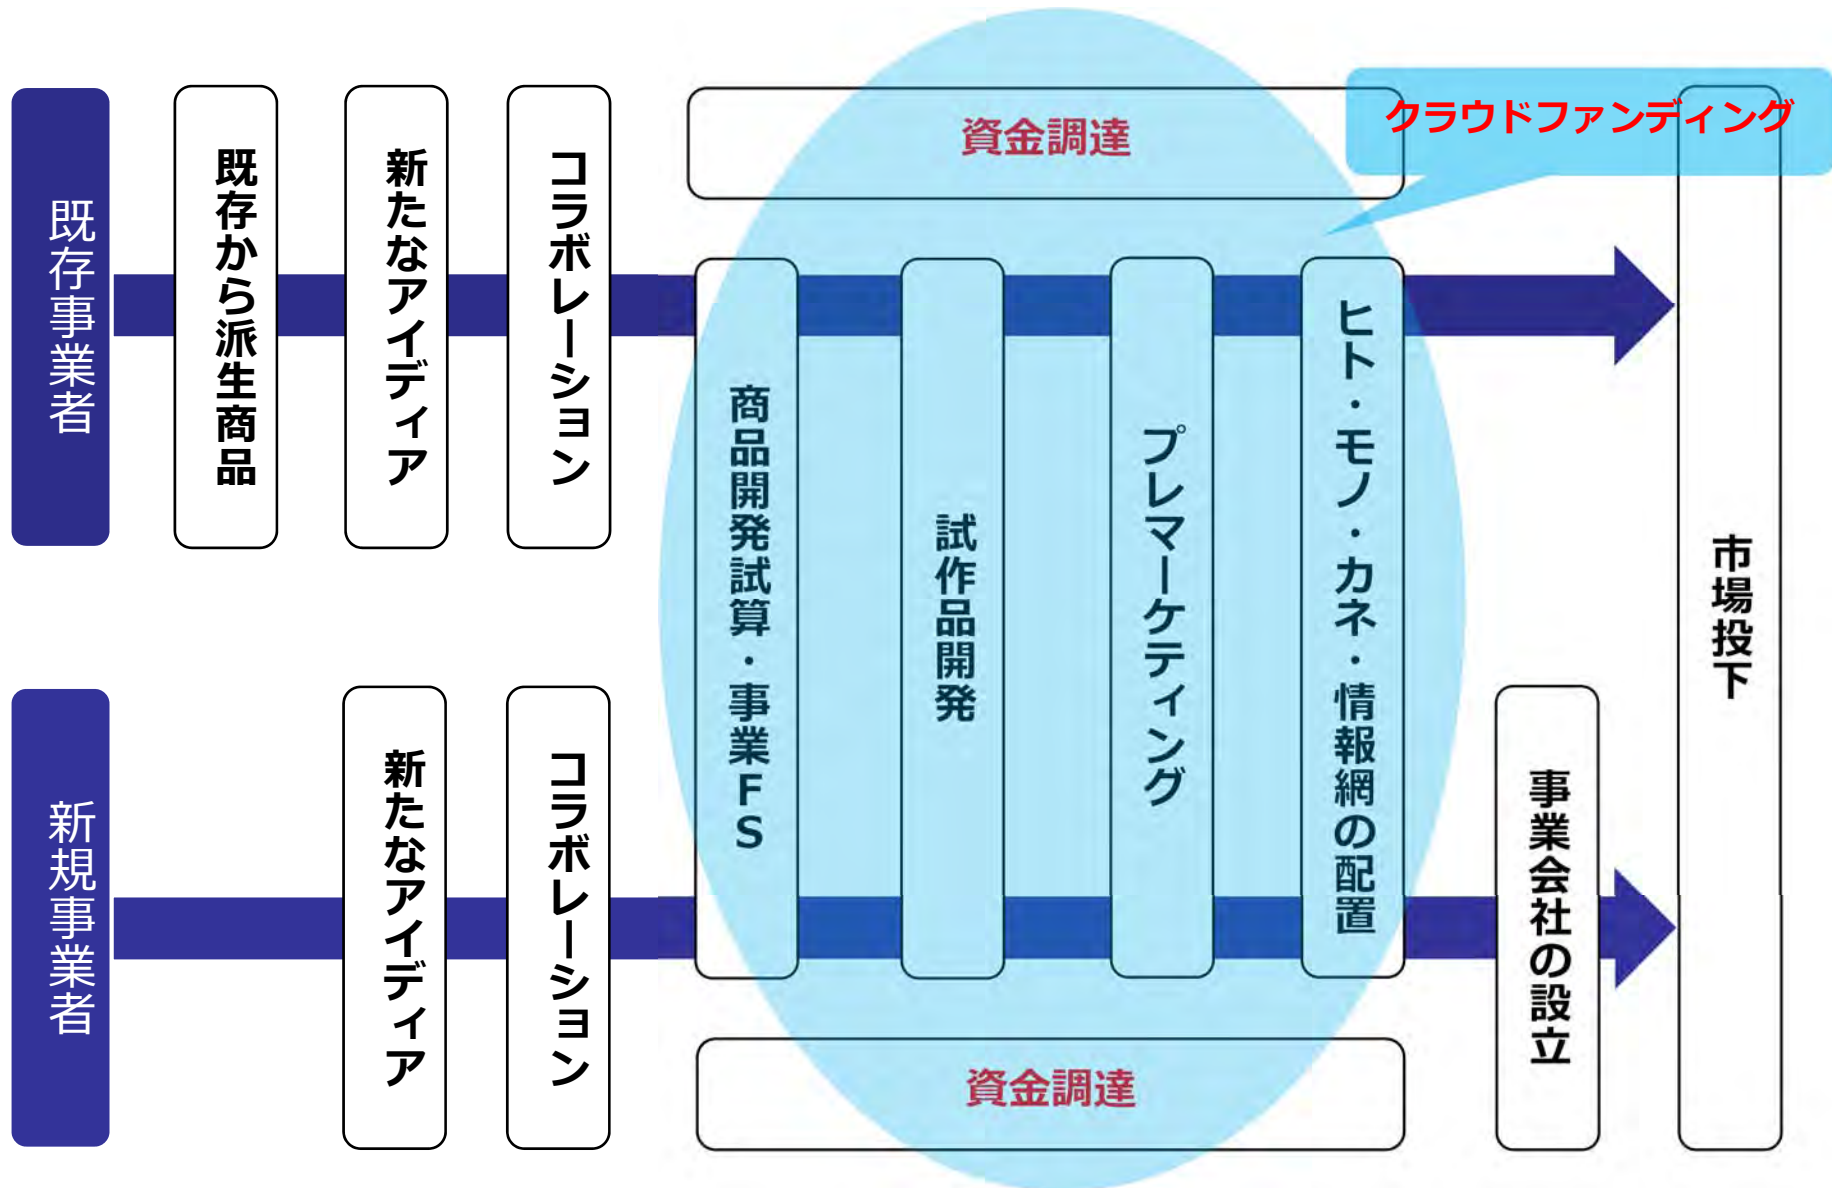 既存事業者
既存から派生商品
新たなアイディア
コラボレーション
資金調達
クラウドファンディング
商品開発試算・事業FS
試作品開発
プレマーケティング
ヒト・モノ・カネ・情報網の配置
市場投下
新規事業者
新たなアイディア
コラボレーション
資金調達
事業会社の設立